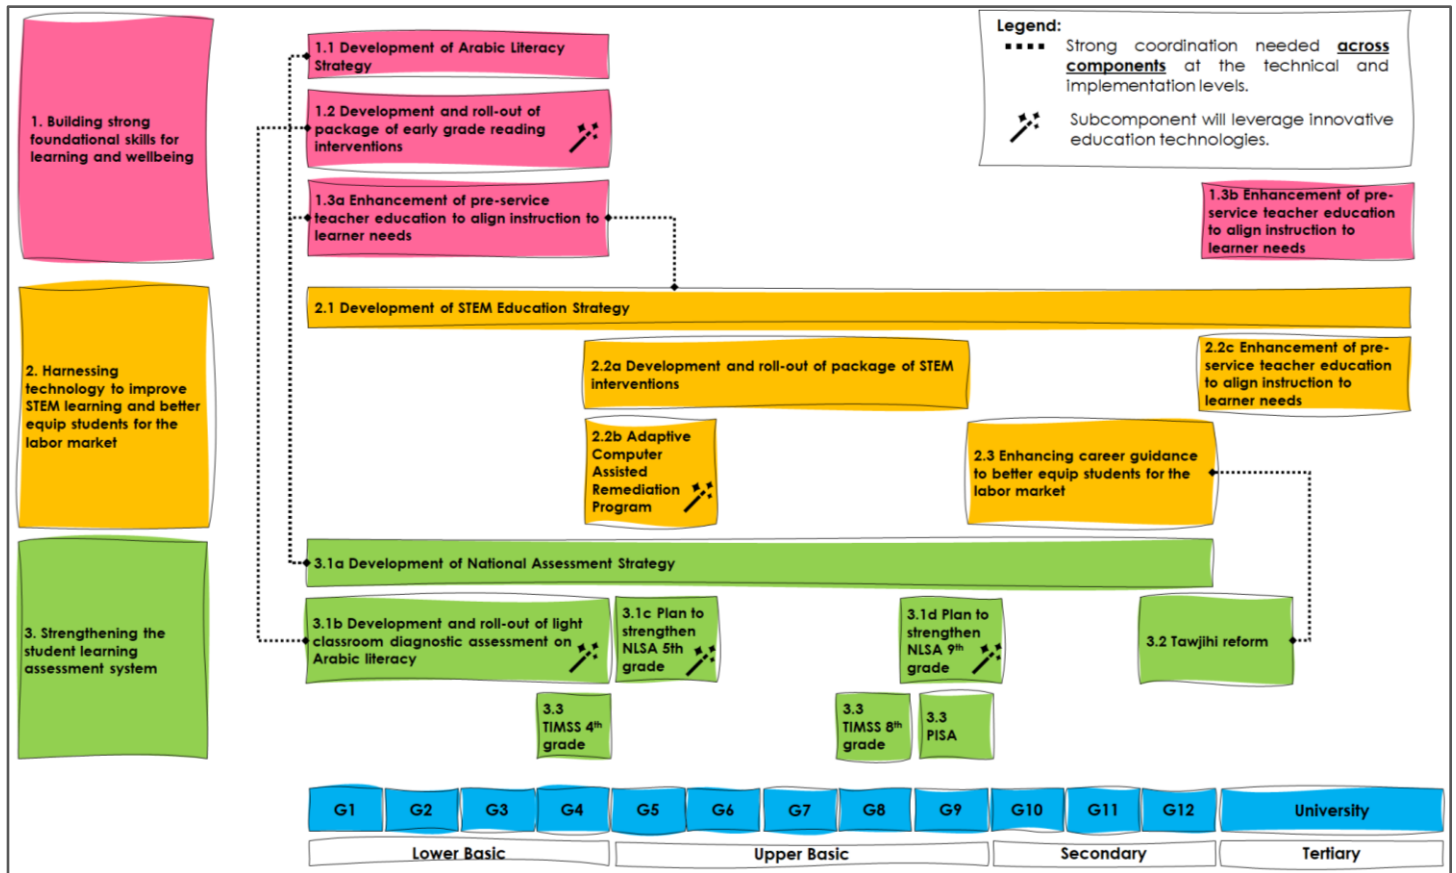 Legend:
Strong coordination needed across
components at the technical and
implementation levels.
Subcomponent will leverage innovative
education technologies.
1. Building strong
foundational skills for
learning and wellbeing
1.1 Development of Arabic Literacy
Strategy
1.2 Development and roll-out of
package of early grade reading
interventions
1.3a Enhancement of pre-service
teacher education to align instruction to
learner needs
1.3b Enhancement of pre-
service teacher education
to align instruction to
learner needs
2. Harnessing
technology to improve
STEM learning and better
equip students for the
labor market
2.1 Development of STEM Education Strategy
2.2a Development and roll-out of package of STEM
interventions
2.2c Enhancement of pre-
service teacher education
to align instruction to
learner needs
2.2b Adaptive
Computer
Assisted
Remediation
Program
2.3 Enhancing career guidance
to better equip students for the
labor market
3. Strengthening the
student learning
assessment system
3.1a Development of National Assessment Strategy
3.1b Development and roll-out of light
classroom diagnostic assessment on
Arabic literacy
3.1c Plan to
strengthen
NLSA 5th
grade
3.1d Plan to
strengthen
NLSA 9th
grade
3.2 Tawjihi reform
3.3
TIMSS 4th
grade
3.3
TIMSS 8th
grade
3.3
PISA
G1 G2 G3 G4 G5 G6 G7 G8 G9 G10 G11 G12 University
Lower Basic Upper Basic Secondary Tertiary